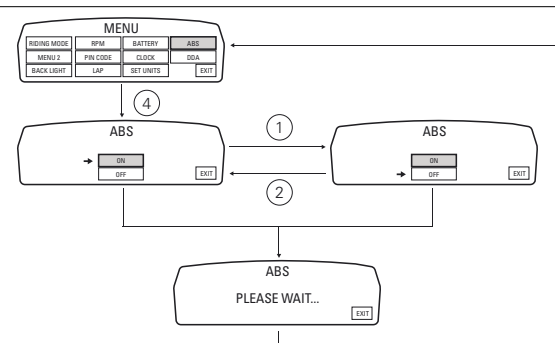 MENU
RIDING MODE RPM BATTERY ABS
MENU 2 PIN CODE CLOCK DDA
BACK LIGHT LAP SET UNITS EXIT
4
ABS
ON
OFF EXIT
1
2
ABS
ON
OFF EXIT
ABS
PLEASE WAIT...
EXIT